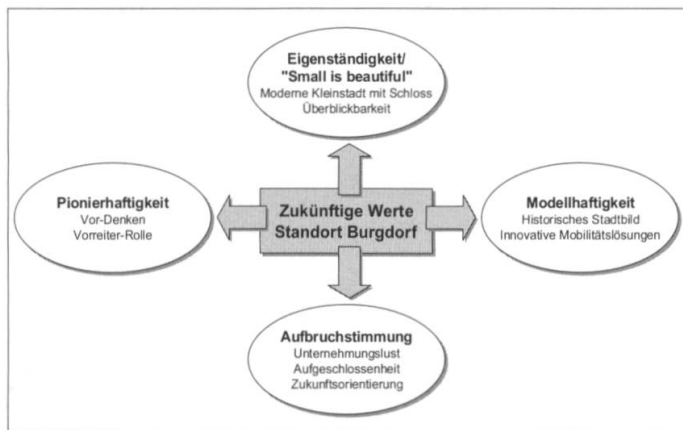 Eigenständigkeit/
"Small is beautiful"
Moderne Kleinstadt mit Schloss
Überblickbarkeit
Pionierhaftigkeit
Vor-Denken
Vorreiter-Rolle
Zukünftige Werte
Standort Burgdorf
Modellhaftigkeit
Historisches Stadtbild
Innovative Mobilitätslösungen
Aufbruchstimmung
Unternehmungslust
Aufgeschlossenheit
Zukunftsorientierung